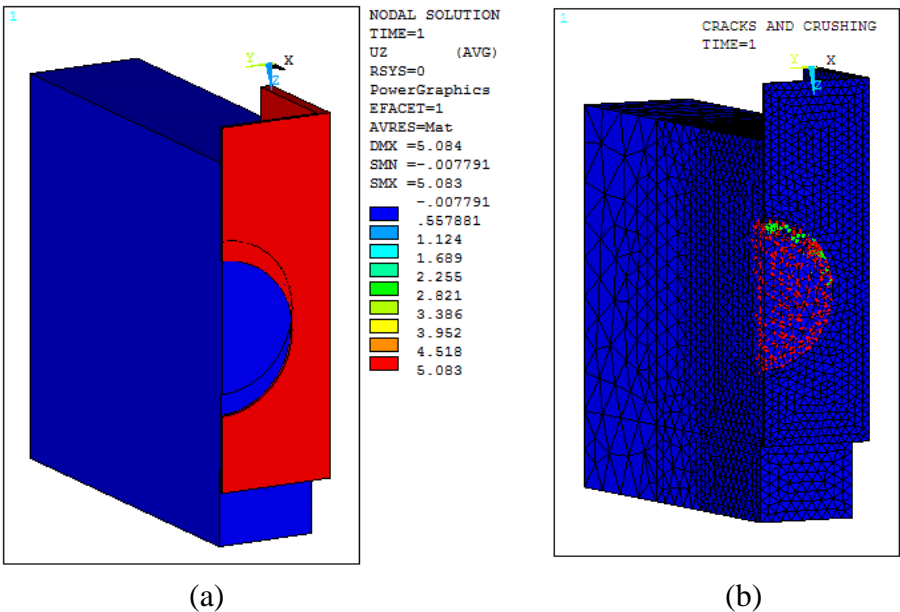 1
Y
X
Z
NODAL SOLUTION
TIME=1
UZ (AVG)
RSYS=0
PowerGraphics
EFACET=1
AVRES=Mat
DMX =5.084
SMN =-.007791
SMX =5.083
-.007791
.557881
1.124
1.689
2.255
2.821
3.386
3.952
4.518
5.083
1
CRACKS AND CRUSHING
TIME=1
Y
X
Z
(a)
(b)